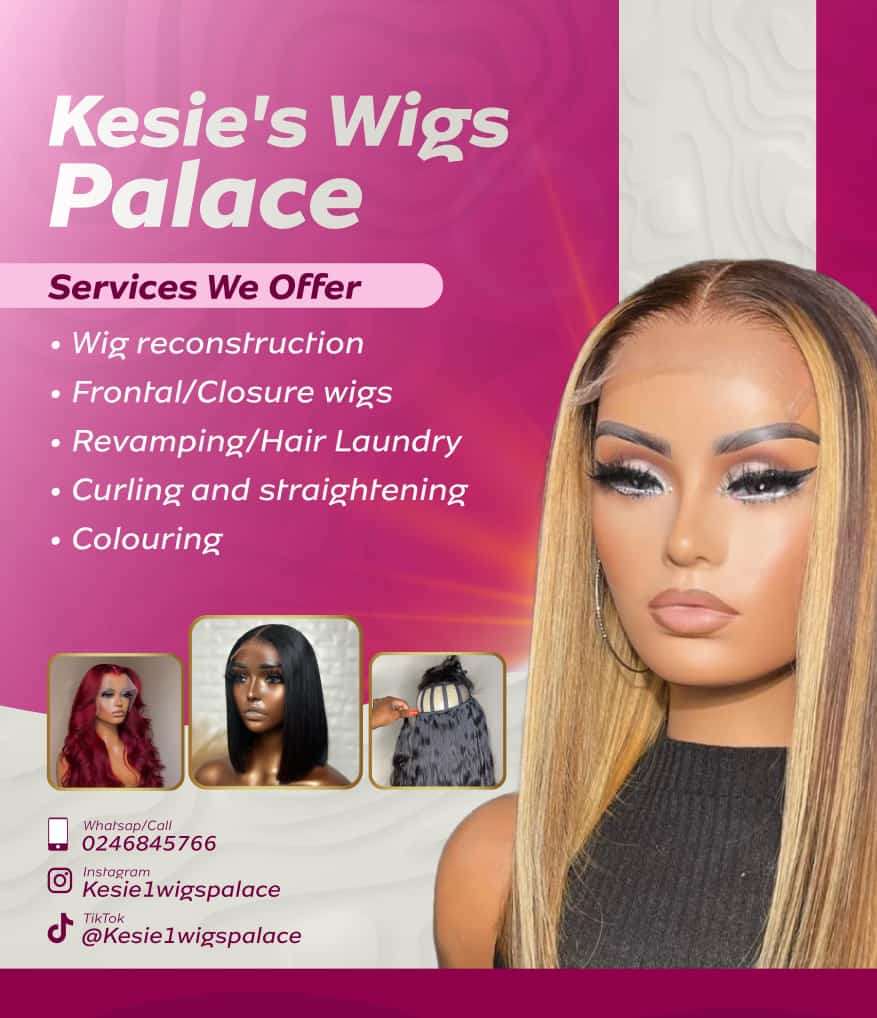 Kesie's Wigs
Palace
Services We Offer
• Wig reconstruction
• Frontal/Closure wigs
• Revamping/Hair Laundry
• Curling and straightening
• Colouring
Whatsap/Call
0246845766
Instagram
Kesie1wigspalace
TikTok
@Kesie1wigspalace